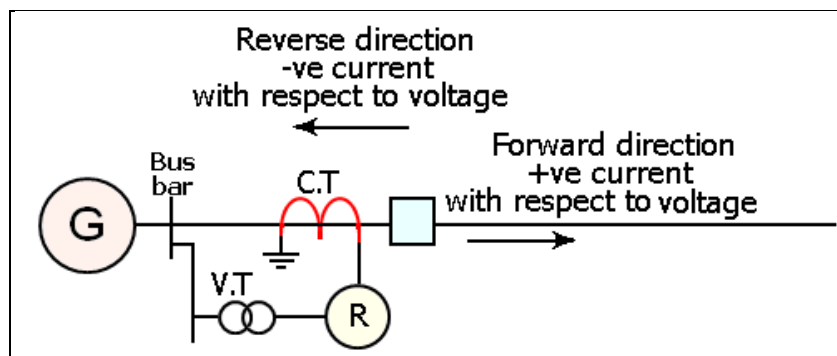 Reverse direction
-ve current
with respect to voltage
Forward direction
+ve current
with respect to voltage
Bus
bar
C.T
G
V.T
R